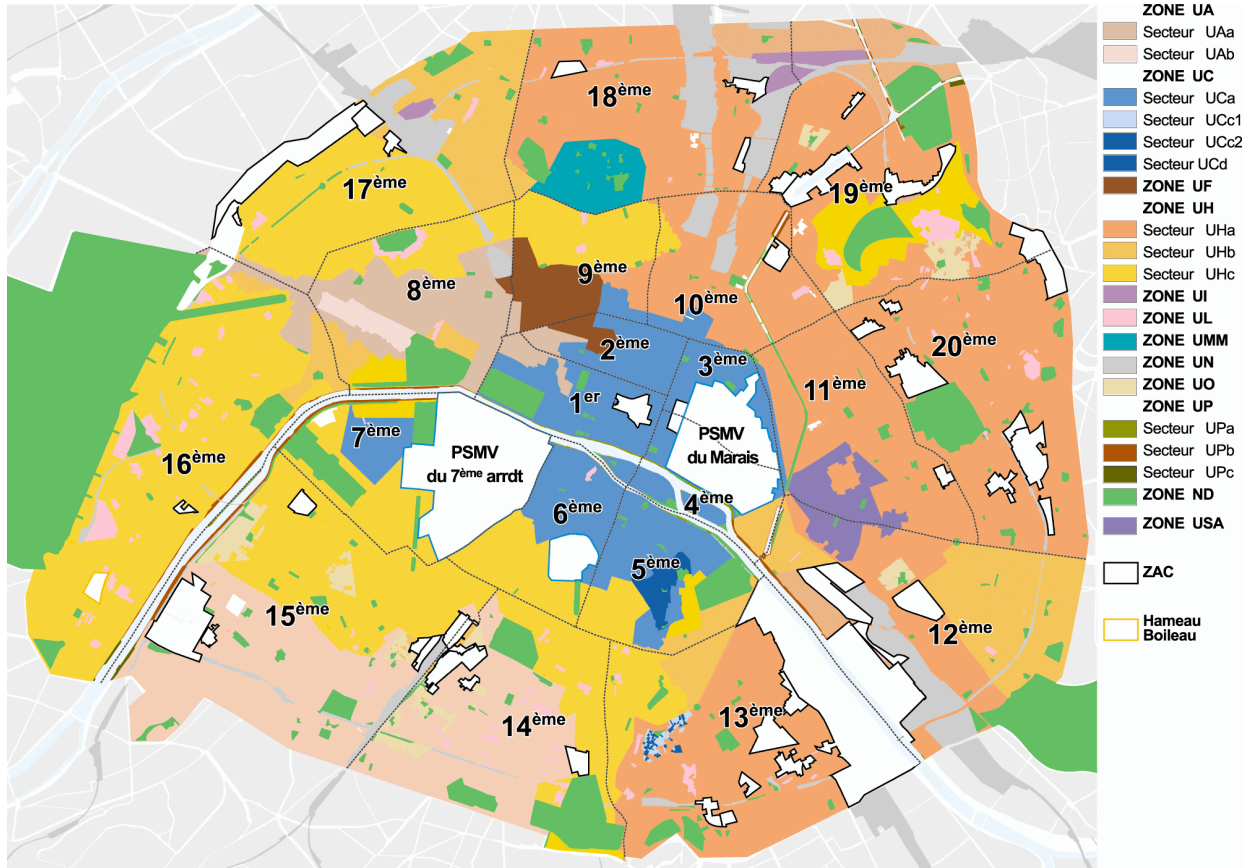 18ème
17ème
19ème
9ème
8ème
10ème
20ème
2ème
3ème
11ème
1er
7ème
PSMV
du 7ème arrdt
PSMV
du Marais
16ème
4ème
6ème
5ème
15ème
12ème
14ème
13ème
ZONE UA
Secteur UAa
Secteur UAb
ZONE UC
Secteur UCa
Secteur UCc1
Secteur UCc2
Secteur UCd
ZONE UF
ZONE UH
Secteur UHa
Secteur UHb
Secteur UHc
ZONE UI
ZONE UL
ZONE UMM
ZONE UN
ZONE UO
ZONE UP
Secteur UPa
Secteur UPb
Secteur UPc
ZONE ND
ZONE USA
ZAC
Hameau
Boileau